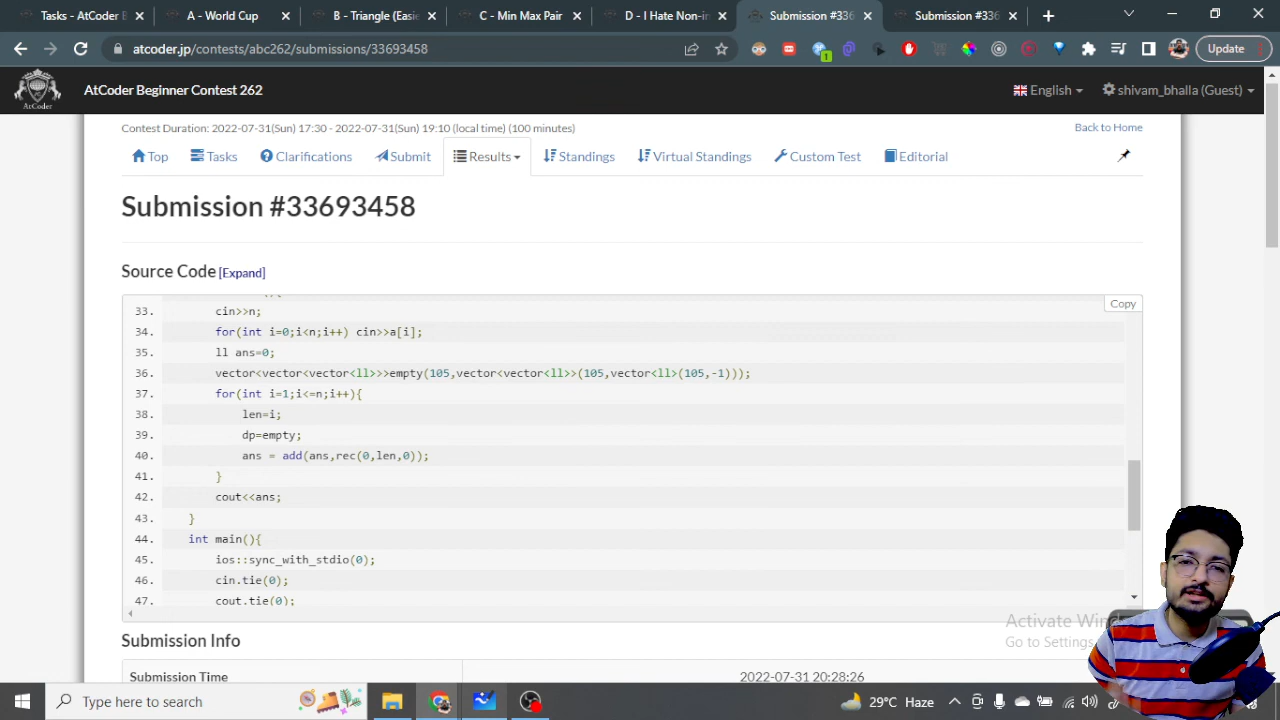 Tasks - AtCoder B
A - World Cup
B - Triangle (Easie
C - Min Max Pair
D - I Hate Non-in
Submission #336
Submission #336
atcoder.jp/contests/abc262/submissions/33693458
1
Update
AtCoder
AtCoder Beginner Contest 262
English
shivam_bhalla (Guest)
Contest Duration: 2022-07-31(Sun) 17:30 - 2022-07-31(Sun) 19:10 (local time) (100 minutes)
Back to Home
Top
Tasks
Clarifications
Submit
Results
Standings
Virtual Standings
Custom Test
Editorial
Submission #33693458
Source Code [Expand]
Copy
33. cin>>n;
34. for(int i=0;i<n;i++) cin>>a[i];
35. ll ans=0;
36. vector<vector<vector<ll>>>empty(105,vector<vector<ll>>(105,vector<ll>(105,-1)));
37. for(int i=1;i<=n;i++){
38. len=i;
39. dp=empty;
40. ans = add(ans,rec(0,len,0));
41. }
42. cout<<ans;
43. }
44. int main(){
45. ios::sync_with_stdio(0);
46. cin.tie(0);
47. cout.tie(0);
Submission Info
Submission Time
2022-07-31 20:28:26
Activate Win
Go to Settings
Type here to search
29°C Haze